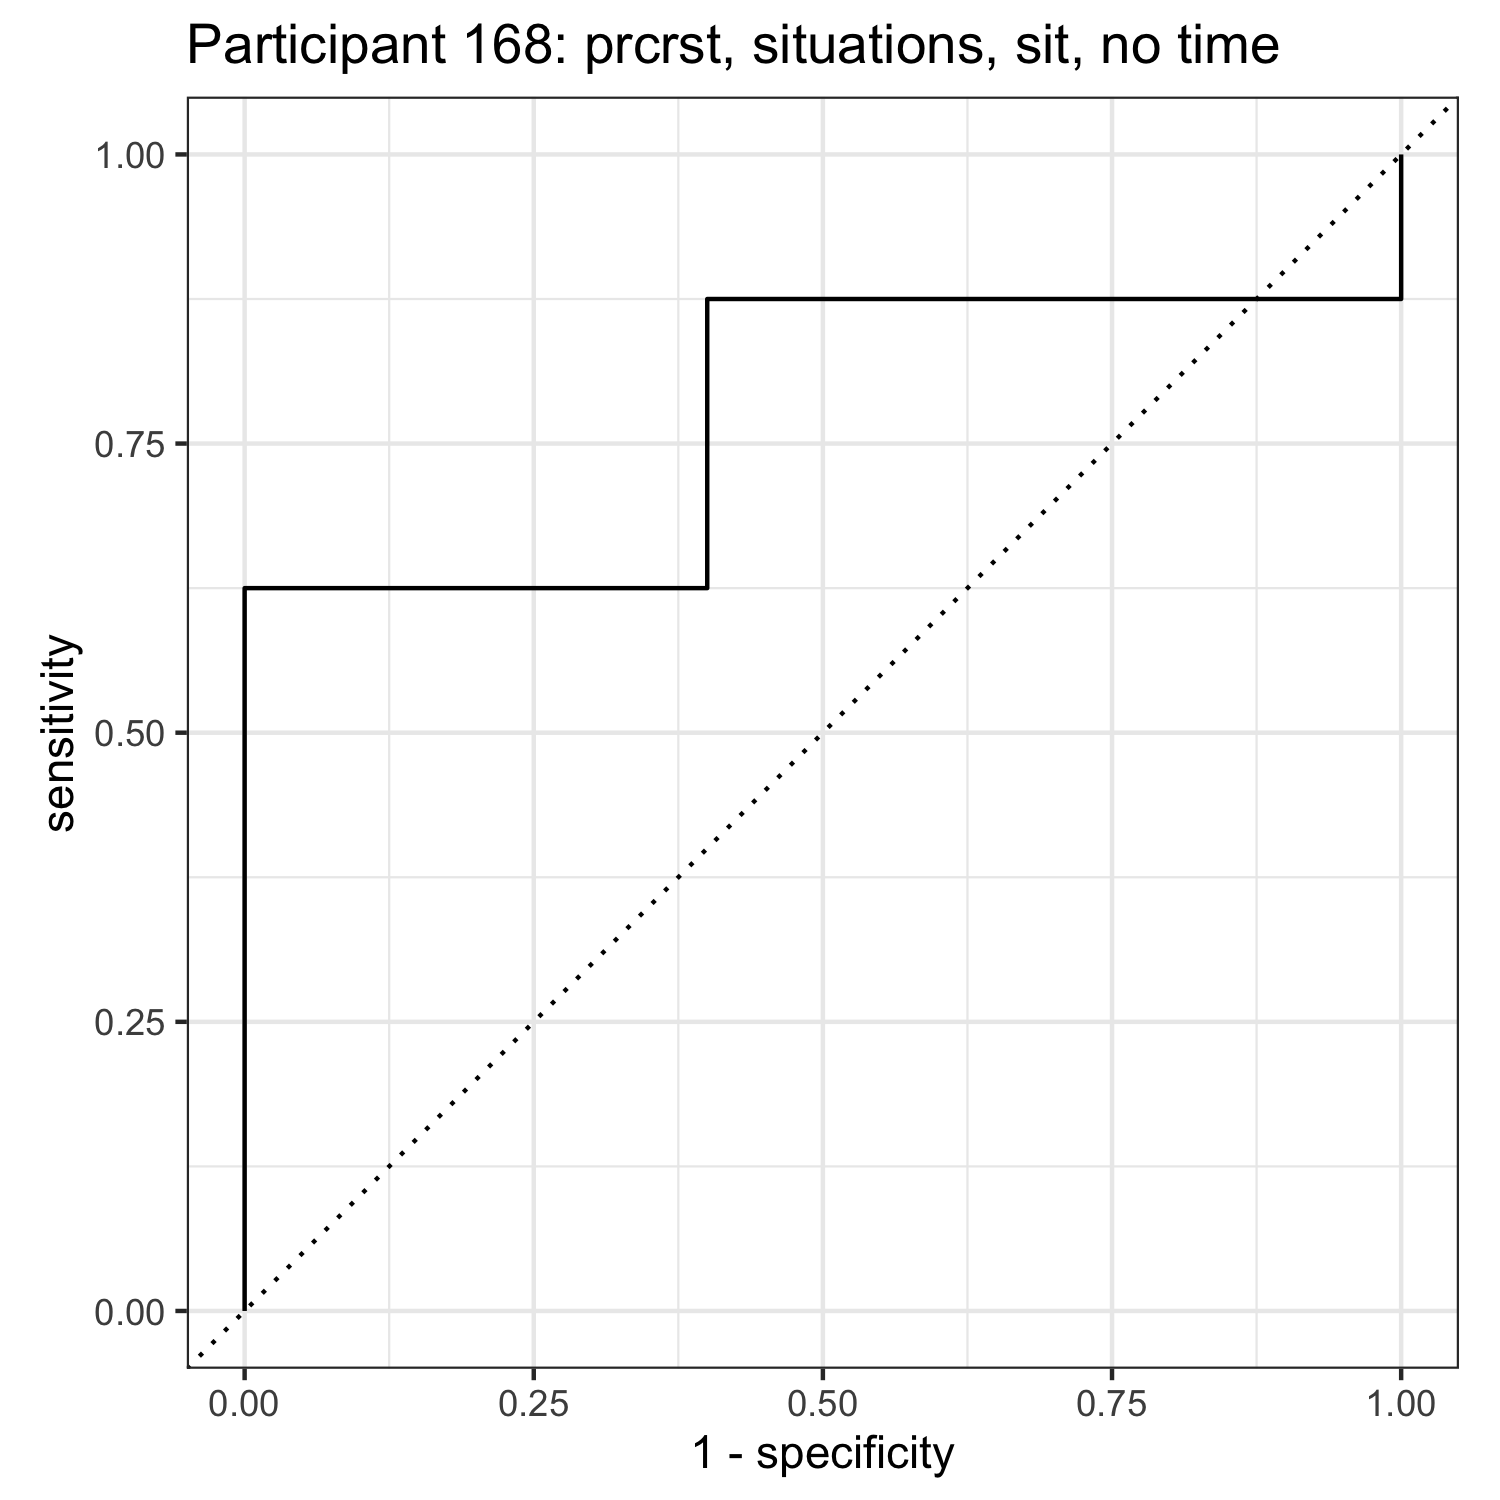 Participant 168: prcrst, situations, sit, no time
1.00
0.75
0.50
0.25
0.00
sensitivity
0.00 0.25 0.50 0.75 1.00
1 - specificity